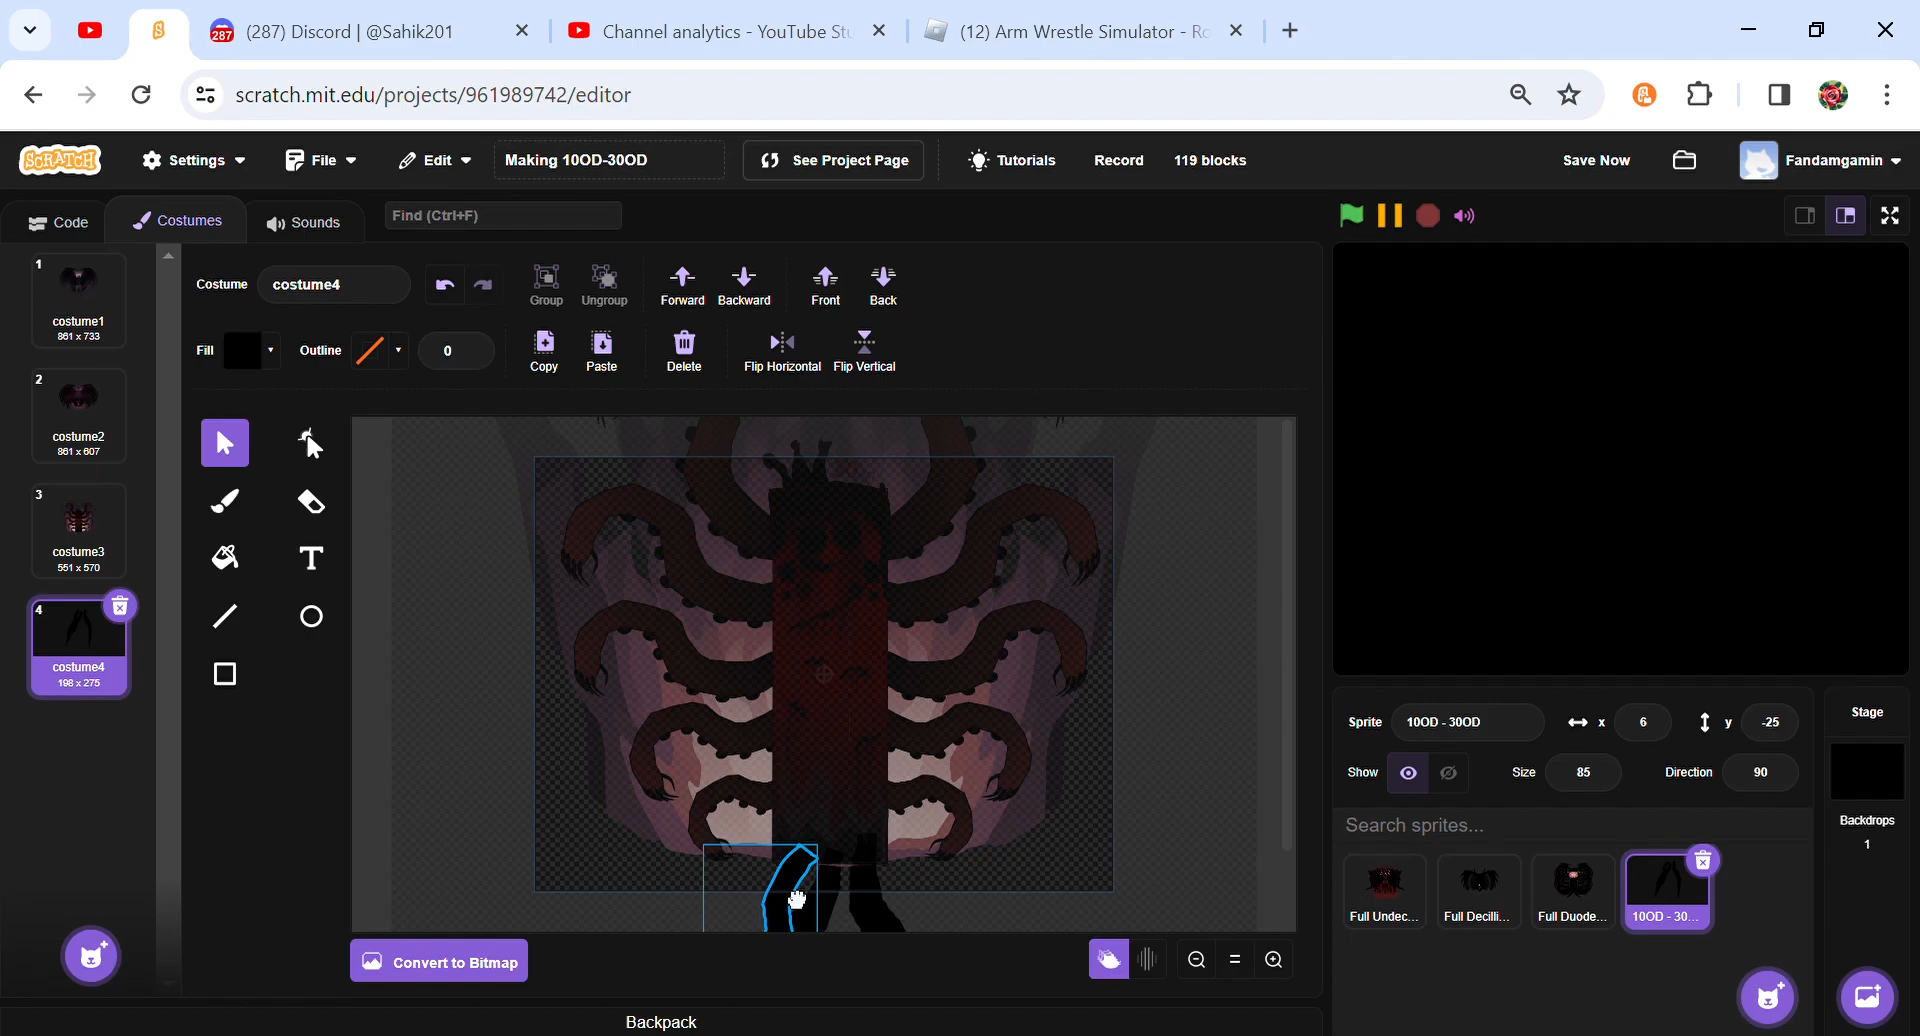 287
(287) Discord | @Sahik201
Channel analytics - YouTube Stu
(12) Arm Wrestle Simulator - Ro
scratch.mit.edu/projects/961989742/editor
SCRATCH
Settings
File
Edit
Making 10OD-30OD
See Project Page
Tutorials
Record
119 blocks
Save Now
Fandamgamin
Code
Costumes
Sounds
Find (Ctrl+F)
1
costume1
861 x 733
2
costume2
861 x 607
3
costume3
551 x 570
4
costume4
198 x 275
Costume
costume4
Group
Ungroup
Forward
Backward
Front
Back
Fill
Outline
0
Copy
Paste
Delete
Flip Horizontal
Flip Vertical
T
Convert to Bitmap
Backpack
Sprite
10OD - 30OD
x
6
y
-25
Show
Size
85
Direction
90
Search sprites...
Full Undec...
Full Decilli...
Full Duode...
10OD - 30...
Stage
Backdrops
1